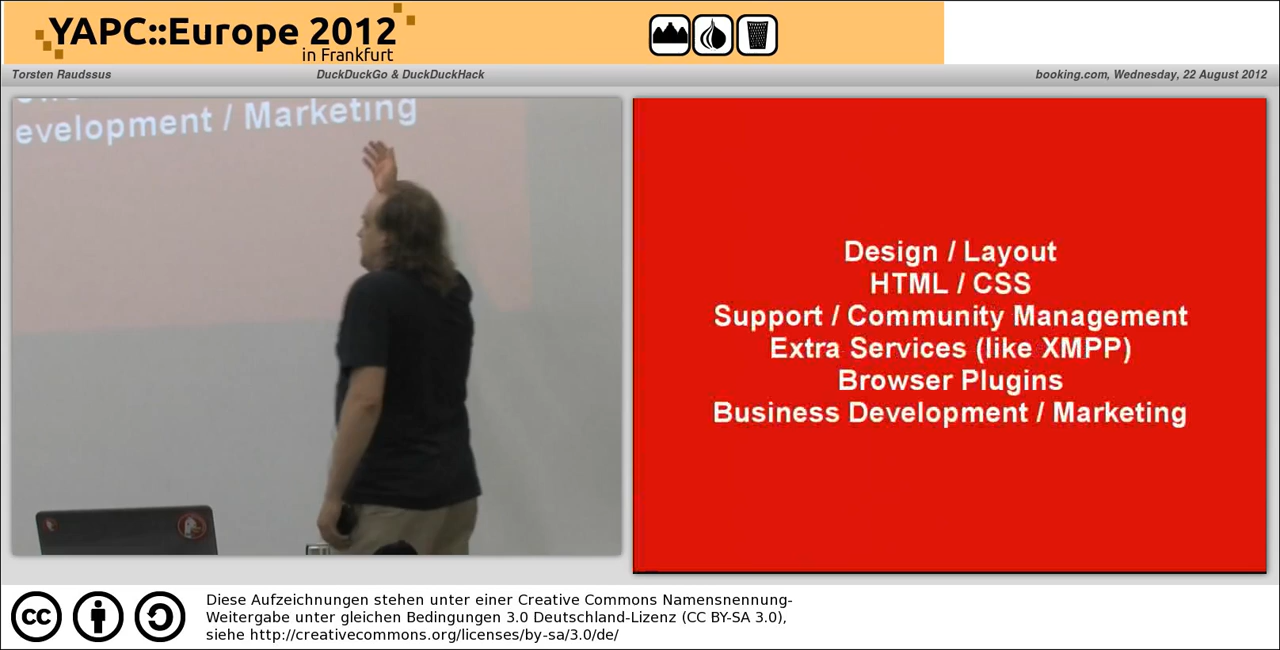 YAPC::Europe 2012
in Frankfurt
Torsten Raudssus
DuckDuckGo & DuckDuckHack
booking.com, Wednesday, 22 August 2012
evelopment / Marketing
Design / Layout
HTML / CSS
Support / Community Management
Extra Services (like XMPP)
Browser Plugins
Business Development / Marketing
cc
Diese Aufzeichnungen stehen unter einer Creative Commons Namensnennung-
Weitergabe unter gleichen Bedingungen 3.0 Deutschland-Lizenz (CC BY-SA 3.0),
siehe http://creativecommons.org/licenses/by-sa/3.0/de/